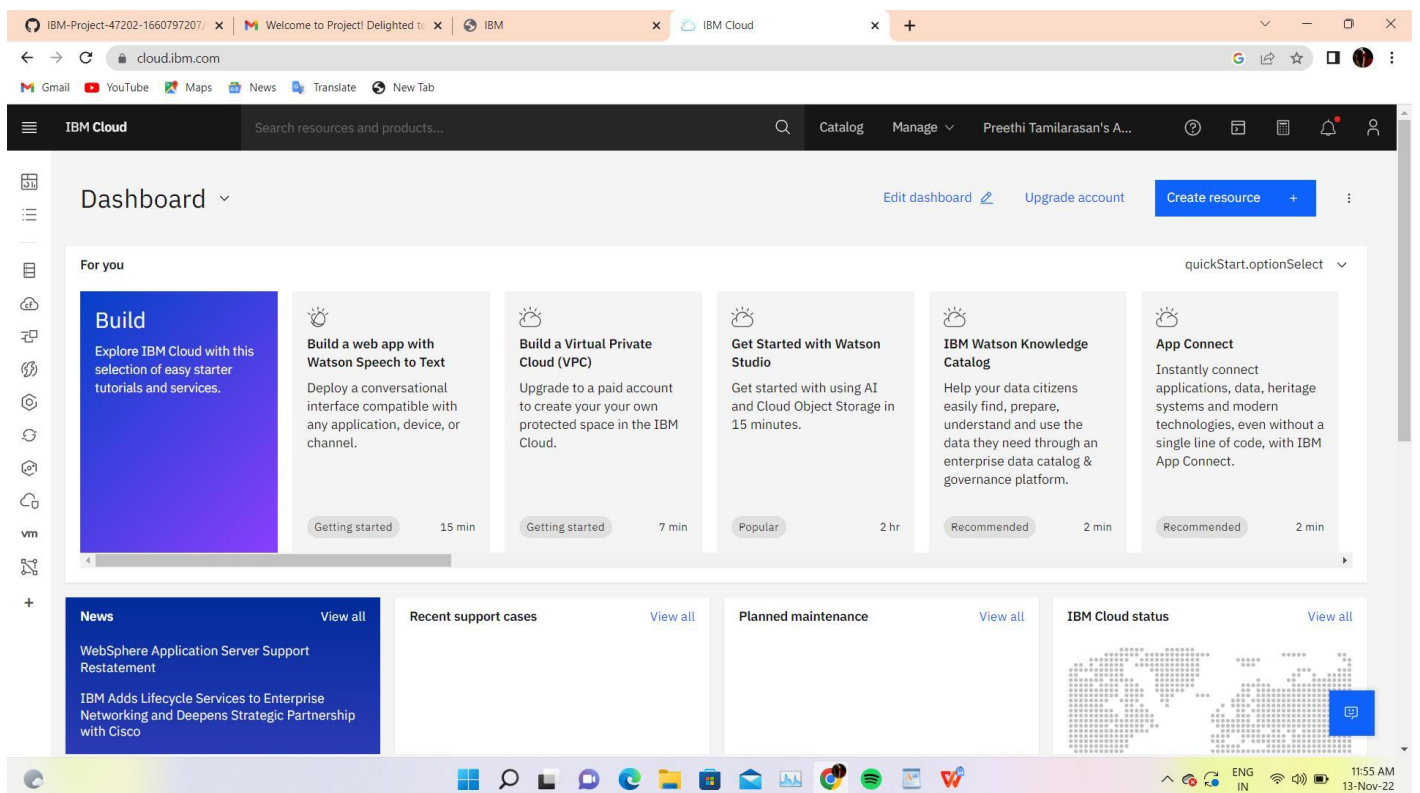 IBM-Project-47202-1660797207/
Welcome to Project! Delighted to
IBM
IBM Cloud
cloud.ibm.com
Gmail YouTube Maps News Translate New Tab
IBM Cloud
Search resources and products...
Catalog
Manage
Preethi Tamilarasan's A...
Dashboard
Edit dashboard
Upgrade account
Create resource +
For you
quickStart.optionSelect
Build
Explore IBM Cloud with this
selection of easy starter
tutorials and services.
Build a web app with
Watson Speech to Text
Deploy a conversational
interface compatible with
any application, device, or
channel.
Getting started 15 min
Build a Virtual Private
Cloud (VPC)
Upgrade to a paid account
to create your your own
protected space in the IBM
Cloud.
Getting started 7 min
Get Started with Watson
Studio
Get started with using AI
and Cloud Object Storage in
15 minutes.
Popular 2 hr
IBM Watson Knowledge
Catalog
Help your data citizens
easily find, prepare,
understand and use the
data they need through an
enterprise data catalog &
governance platform.
Recommended 2 min
App Connect
Instantly connect
applications, data, heritage
systems and modern
technologies, even without a
single line of code, with IBM
App Connect.
Recommended 2 min
cf
vm
News View all
WebSphere Application Server Support
Restatement
IBM Adds Lifecycle Services to Enterprise
Networking and Deepens Strategic Partnership
with Cisco
Recent support cases View all
Planned maintenance View all
IBM Cloud status View all
ENG
IN
11:55 AM
13-Nov-22